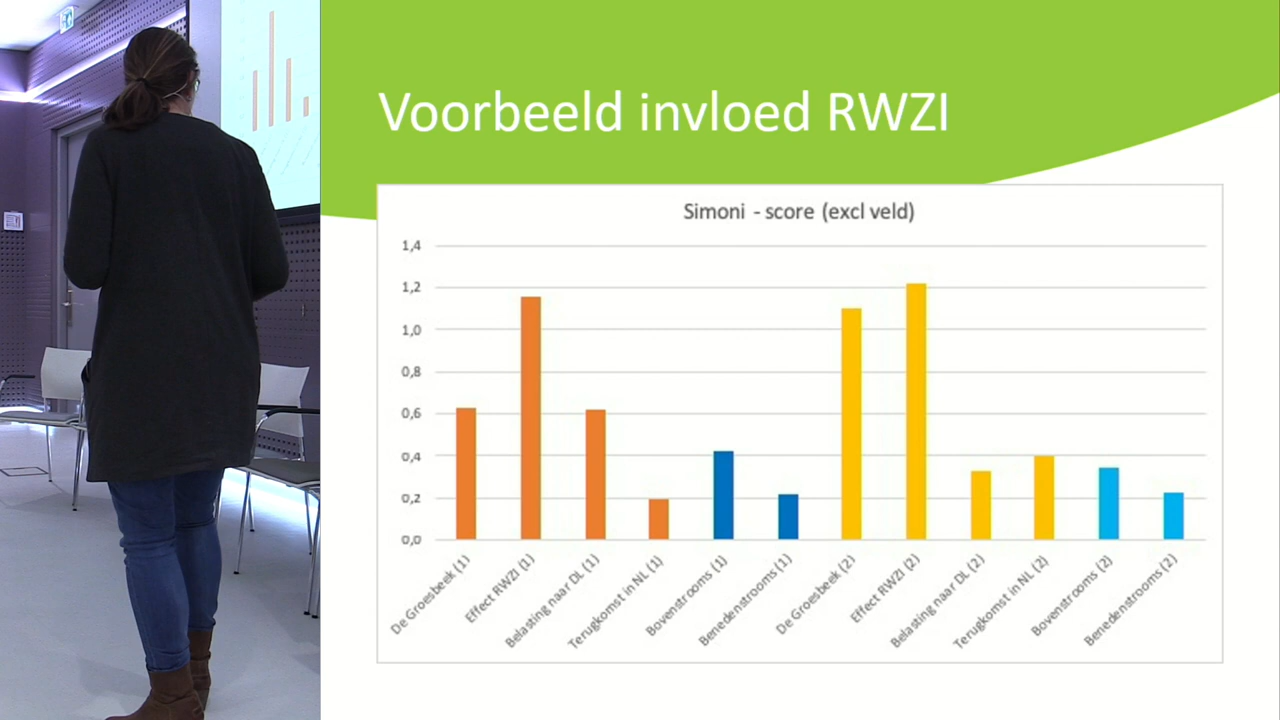 Voorbeeld invloed RWZI
Simoni - score (excl veld)
1,4
1,2
1,0
0,8
0,6
0,4
0,2
0,0
De Groesbeek (1)
Effect RWZI (1)
Belasting naar DL (1)
Terugkomst in NL (1)
Bovenstrooms (1)
Benedenstrooms (1)
De Groesbeek (2)
Effect RWZI (2)
Belasting naar DL (2)
Terugkomst in NL (2)
Bovenstrooms (2)
Benedenstrooms (2)